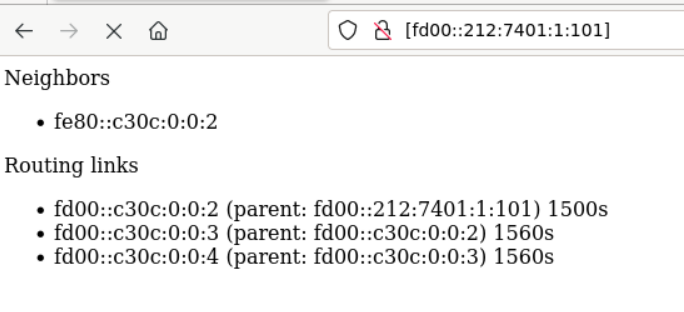 [fd00::212:7401:1:101]
Neighbors
• fe80::c30c:0:0:2
Routing links
• fd00::c30c:0:0:2 (parent: fd00::212:7401:1:101) 1500s
• fd00::c30c:0:0:3 (parent: fd00::c30c:0:0:2) 1560s
• fd00::c30c:0:0:4 (parent: fd00::c30c:0:0:3) 1560s